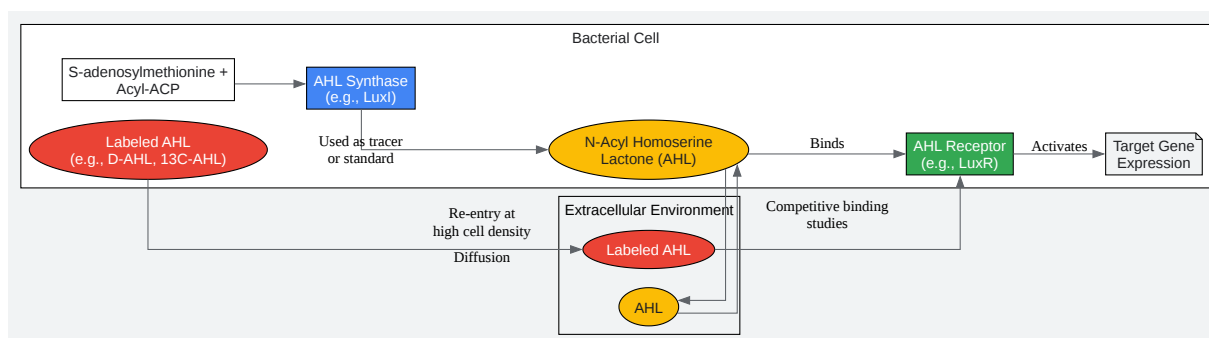 Bacterial Cell
S-adenosylmethionine +
Acyl-ACP
AHL Synthase
(e.g., LuxI)
Labeled AHL
(e.g., D-AHL, 13C-AHL)
Used as tracer
or standard
N-Acyl Homoserine
Lactone (AHL)
Binds
AHL Receptor
(e.g., LuxR)
Activates
Target Gene
Expression
Extracellular Environment
Re-entry at
high cell density
Diffusion
Labeled AHL
Competitive binding
studies
AHL